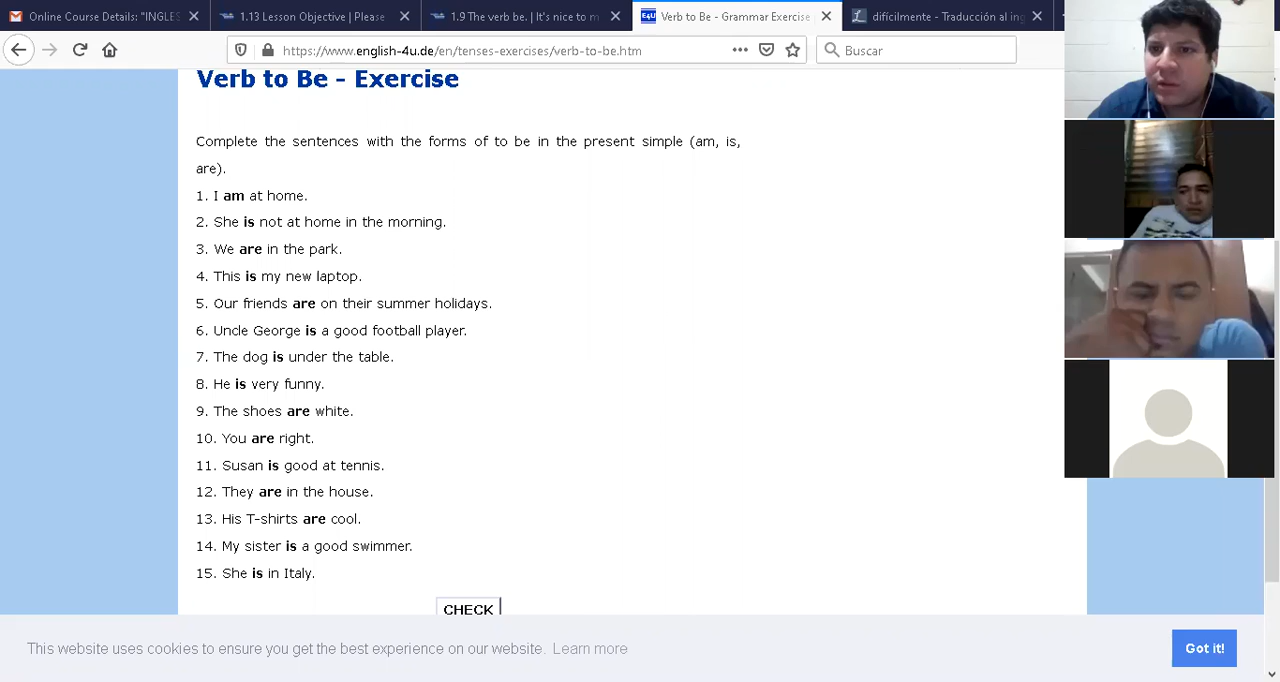 Online Course Details: "INGLES
1.13 Lesson Objective | Please
1.9 The verb be. | It's nice to m
E4U
Verb to Be - Grammar Exercise
difícilmente - Traducción al ing
https://www.english-4u.de/en/tenses-exercises/verb-to-be.htm
Buscar
Verb to Be - Exercise
Complete the sentences with the forms of to be in the present simple (am, is,
are).
1. I am at home.
2. She is not at home in the morning.
3. We are in the park.
4. This is my new laptop.
5. Our friends are on their summer holidays.
6. Uncle George is a good football player.
7. The dog is under the table.
8. He is very funny.
9. The shoes are white.
10. You are right.
11. Susan is good at tennis.
12. They are in the house.
13. His T-shirts are cool.
14. My sister is a good swimmer.
15. She is in Italy.
CHECK
This website uses cookies to ensure you get the best experience on our website. Learn more
Got it!